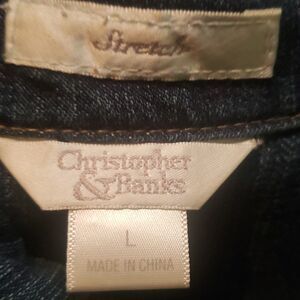 Stretch
Christopher
& Banks
L
MADE IN CHINA